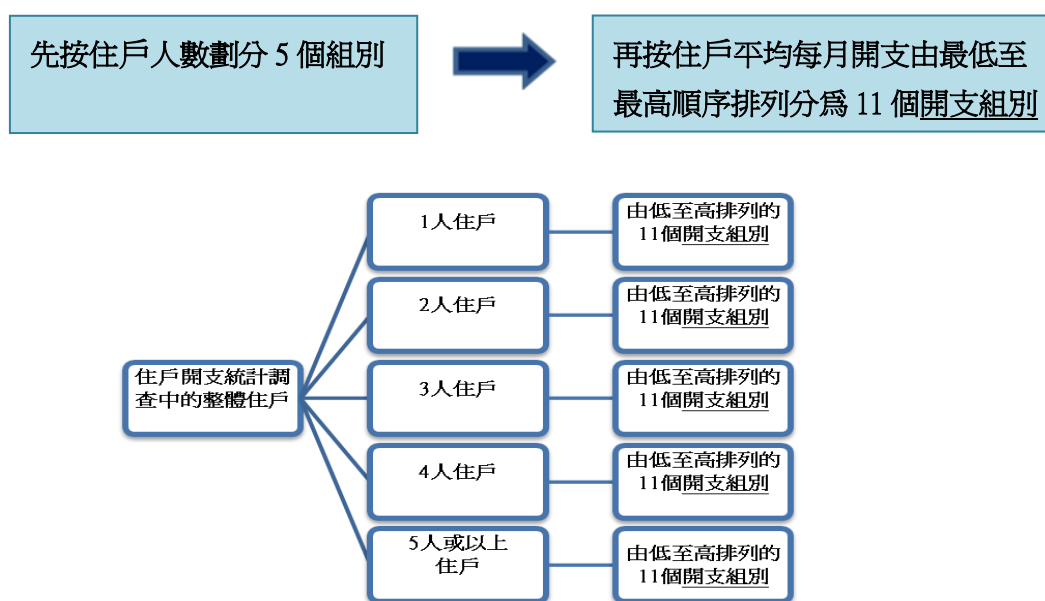 先按住戶人數劃分 5 個組別
再按住戶平均每月開支由最低至
最高順序排列分為 11 個開支組別
1人住戶
由低至高排列的
11個開支組別
2人住戶
由低至高排列的
11個開支組別
住戶開支統計調
查中的整體住戶
3人住戶
由低至高排列的
11個開支組別
4人住戶
由低至高排列的
11個開支組別
5人或以上
住戶
由低至高排列的
11個開支組別